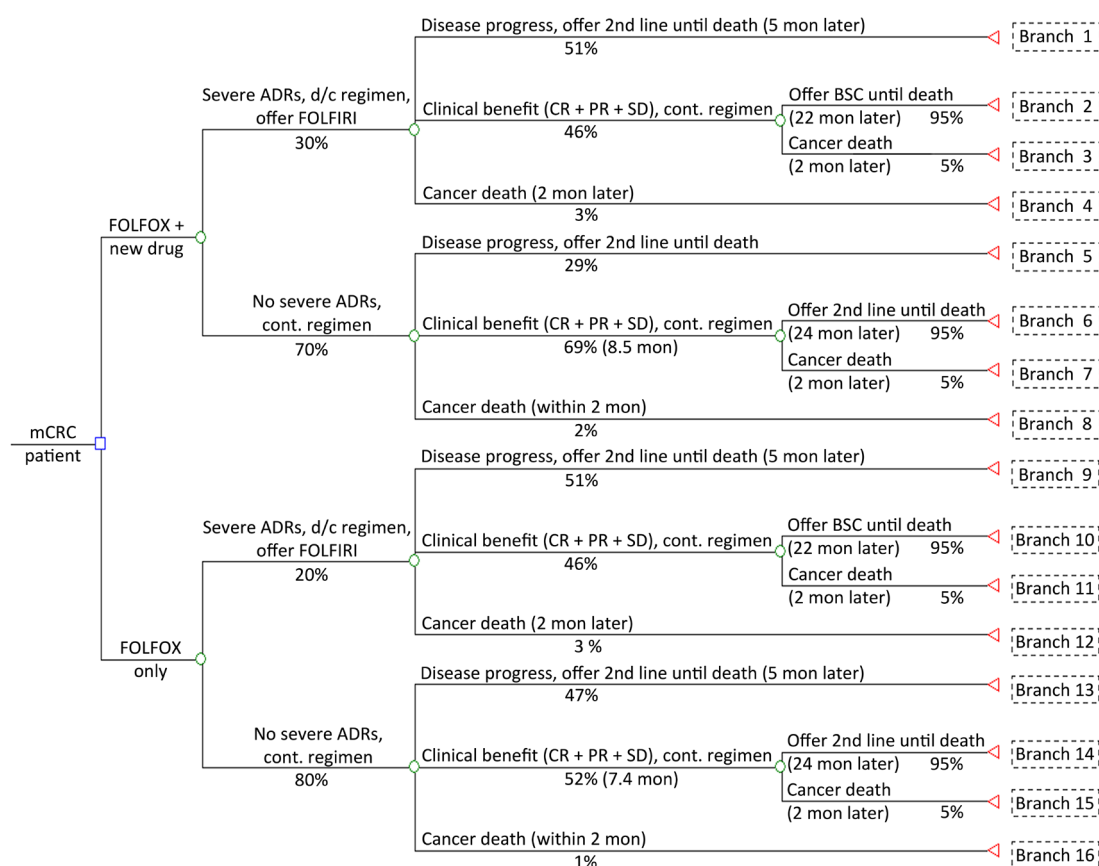 Disease progress, offer 2nd line until death (5 mon later)
51%
Branch 1
Severe ADRs, d/c regimen,
offer FOLFIRI
30%
Clinical benefit (CR + PR + SD), cont. regimen
46%
Offer BSC until death
(22 mon later) 95%
Branch 2
Cancer death
(2 mon later) 5%
Branch 3
Cancer death (2 mon later)
3%
Branch 4
FOLFOX +
new drug
Disease progress, offer 2nd line until death
29%
Branch 5
No severe ADRs,
cont. regimen
70%
Clinical benefit (CR + PR + SD), cont. regimen
69% (8.5 mon)
Offer 2nd line until death
(24 mon later) 95%
Branch 6
Cancer death
(2 mon later) 5%
Branch 7
Cancer death (within 2 mon)
2%
Branch 8
mCRC
patient
Disease progress, offer 2nd line until death (5 mon later)
51%
Branch 9
Severe ADRs, d/c regimen,
offer FOLFIRI
20%
Clinical benefit (CR + PR + SD), cont. regimen
46%
Offer BSC until death
(22 mon later) 95%
Branch 10
Cancer death
(2 mon later) 5%
Branch 11
Cancer death (2 mon later)
3 %
Branch 12
FOLFOX
only
Disease progress, offer 2nd line until death (5 mon later)
47%
Branch 13
No severe ADRs,
cont. regimen
80%
Clinical benefit (CR + PR + SD), cont. regimen
52% (7.4 mon)
Offer 2nd line until death
(24 mon later) 95%
Branch 14
Cancer death
(2 mon later) 5%
Branch 15
Cancer death (within 2 mon)
1%
Branch 16